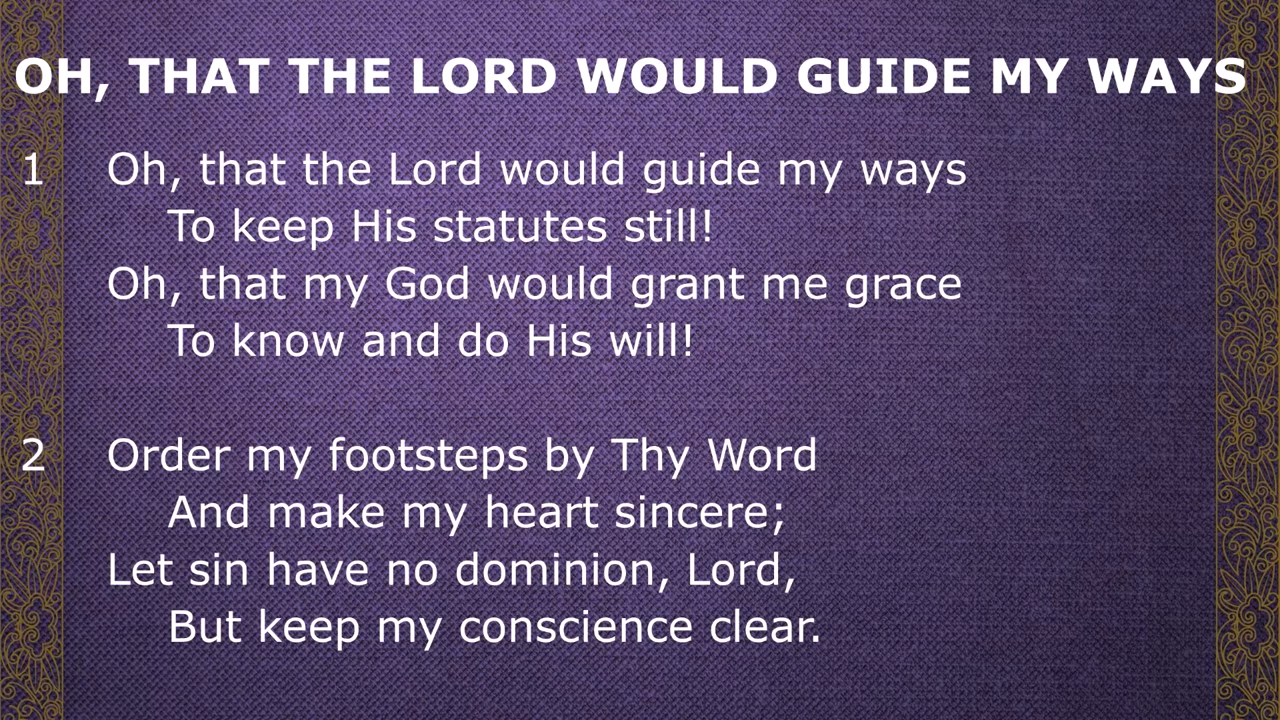 OH, THAT THE LORD WOULD GUIDE MY WAYS
1 Oh, that the Lord would guide my ways
To keep His statutes still!
Oh, that my God would grant me grace
To know and do His will!
2 Order my footsteps by Thy Word
And make my heart sincere;
Let sin have no dominion, Lord,
But keep my conscience clear.